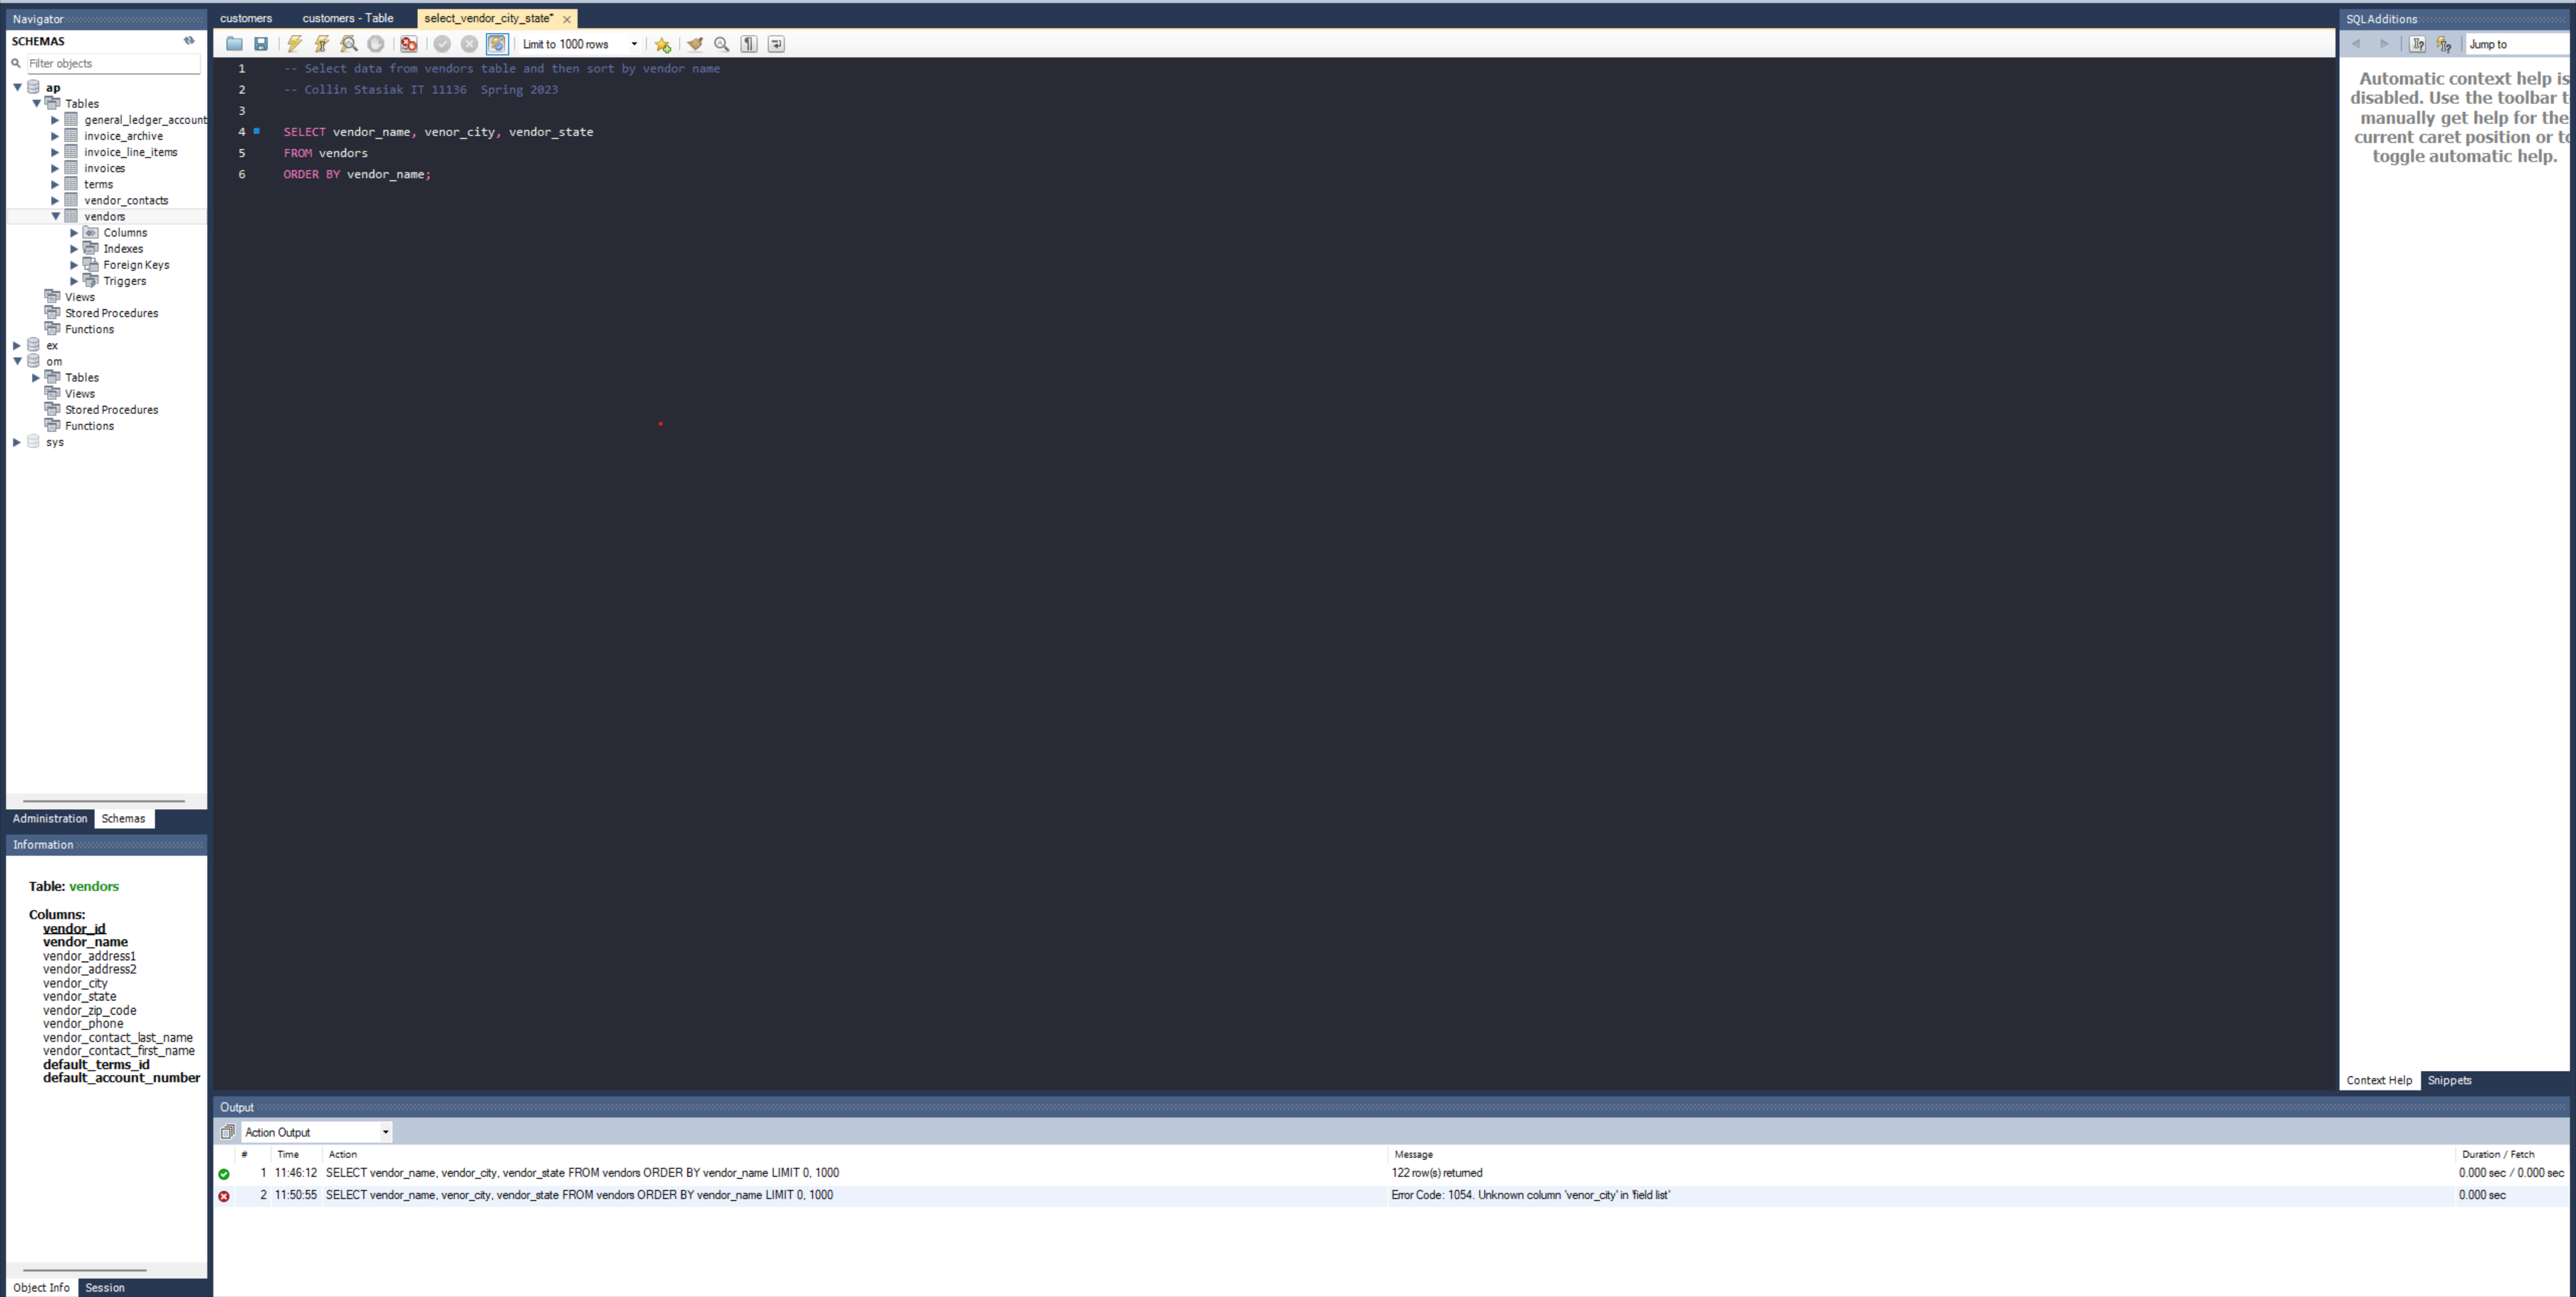 Navigator
SCHEMAS
Filter objects
ap
Tables
general_ledger_account
invoice_archive
invoice_line_items
invoices
terms
vendor_contacts
vendors
Columns
Indexes
Foreign Keys
Triggers
Views
Stored Procedures
Functions
ex
om
Tables
Views
Stored Procedures
Functions
sys
Administration Schemas
Information
Table: vendors
Columns:
vendor_id
vendor_name
vendor_address1
vendor_address2
vendor_city
vendor_state
vendor_zip_code
vendor_phone
vendor_contact_last_name
vendor_contact_first_name
default_terms_id
default_account_number
Object Info Session
customers customers - Table select_vendor_city_state*
Limit to 1000 rows
1 -- Select data from vendors table and then sort by vendor name
2 -- Collin Stasiak IT 11136 Spring 2023
3
4 SELECT vendor_name, venor_city, vendor_state
5 FROM vendors
6 ORDER BY vendor_name;
SQLAdditions
Jump to
Automatic context help is
disabled. Use the toolbar t
manually get help for the
current caret position or to
toggle automatic help.
Context Help Snippets
Output
Action Output
# Time Action Message Duration / Fetch
1 11:46:12 SELECT vendor_name, vendor_city, vendor_state FROM vendors ORDER BY vendor_name LIMIT 0, 1000 122 row(s) returned 0.000 sec / 0.000 sec
2 11:50:55 SELECT vendor_name, venor_city, vendor_state FROM vendors ORDER BY vendor_name LIMIT 0, 1000 Error Code: 1054. Unknown column 'venor_city' in 'field list' 0.000 sec